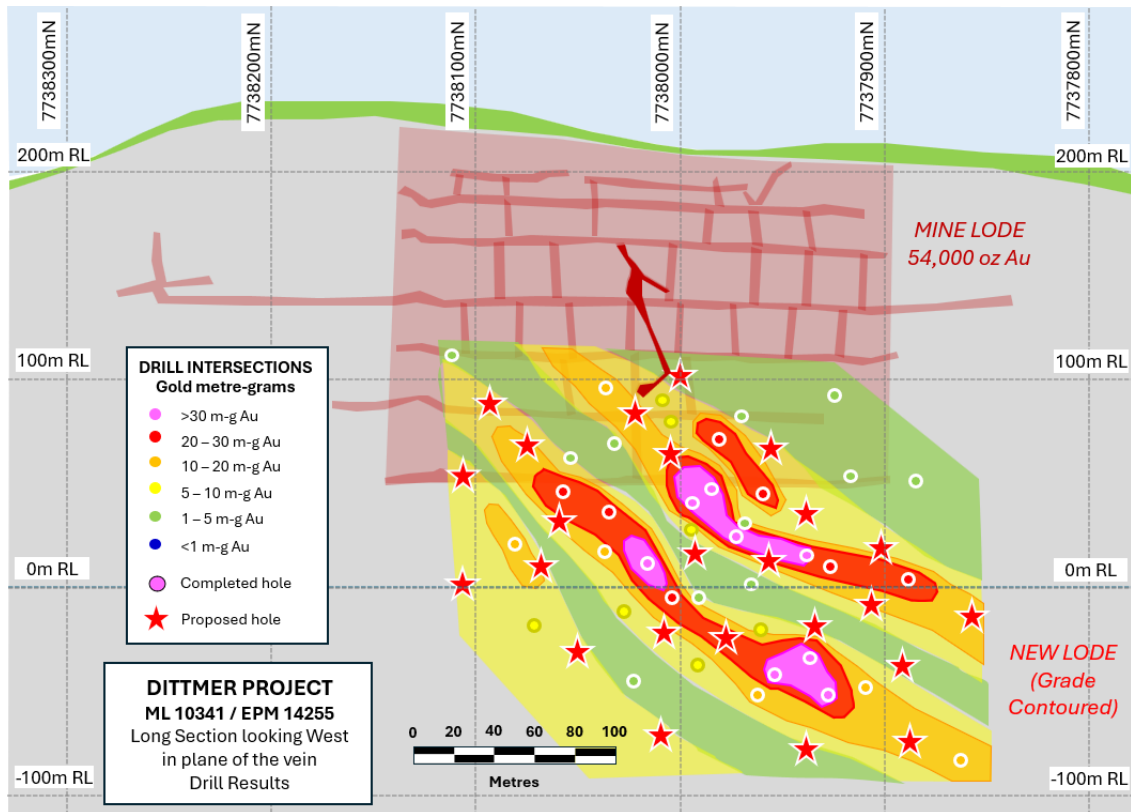 7738300mN
7738200mN
7738100mN
7738000mN
7737900mN
7737800mN
200m RL
200m RL
MINE LODE
54,000 oz Au
100m RL
100m RL
DRILL INTERSECTIONS
Gold metre-grams
>30 m-g Au
20 – 30 m-g Au
10 – 20 m-g Au
5 – 10 m-g Au
1 – 5 m-g Au
<1 m-g Au
Completed hole
Proposed hole
0m RL
0m RL
NEW LODE
(Grade
Contoured)
DITTMER PROJECT
ML 10341 / EPM 14255
Long Section looking West
in plane of the vein
Drill Results
0 20 40 60 80 100
Metres
-100m RL
-100m RL